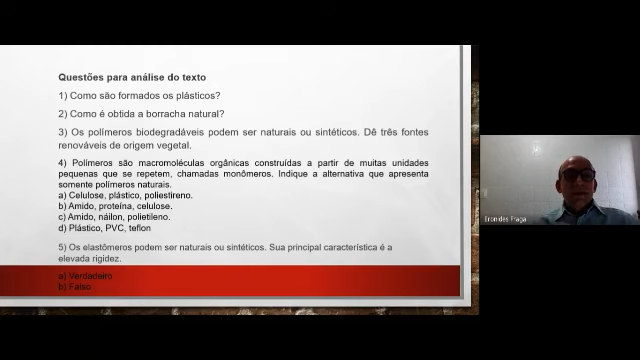 Questões para análise do texto
1) Como são formados os plásticos?
2) Como é obtida a borracha natural?
3) Os polímeros biodegradáveis podem ser naturais ou sintéticos. Dê três fontes
renováveis de origem vegetal.
4) Polímeros são macromoléculas orgânicas construídas a partir de muitas unidades
pequenas que se repetem, chamadas monômeros. Indique a alternativa que apresenta
somente polímeros naturais.
a) Celulose, plástico, poliestireno.
b) Amido, proteína, celulose.
c) Amido, náilon, polietileno.
d) Plástico, PVC, teflon
5) Os elastômeros podem ser naturais ou sintéticos. Sua principal característica é a
elevada rigidez.
a) Verdadeiro
b) Falso
Eronides Fraga